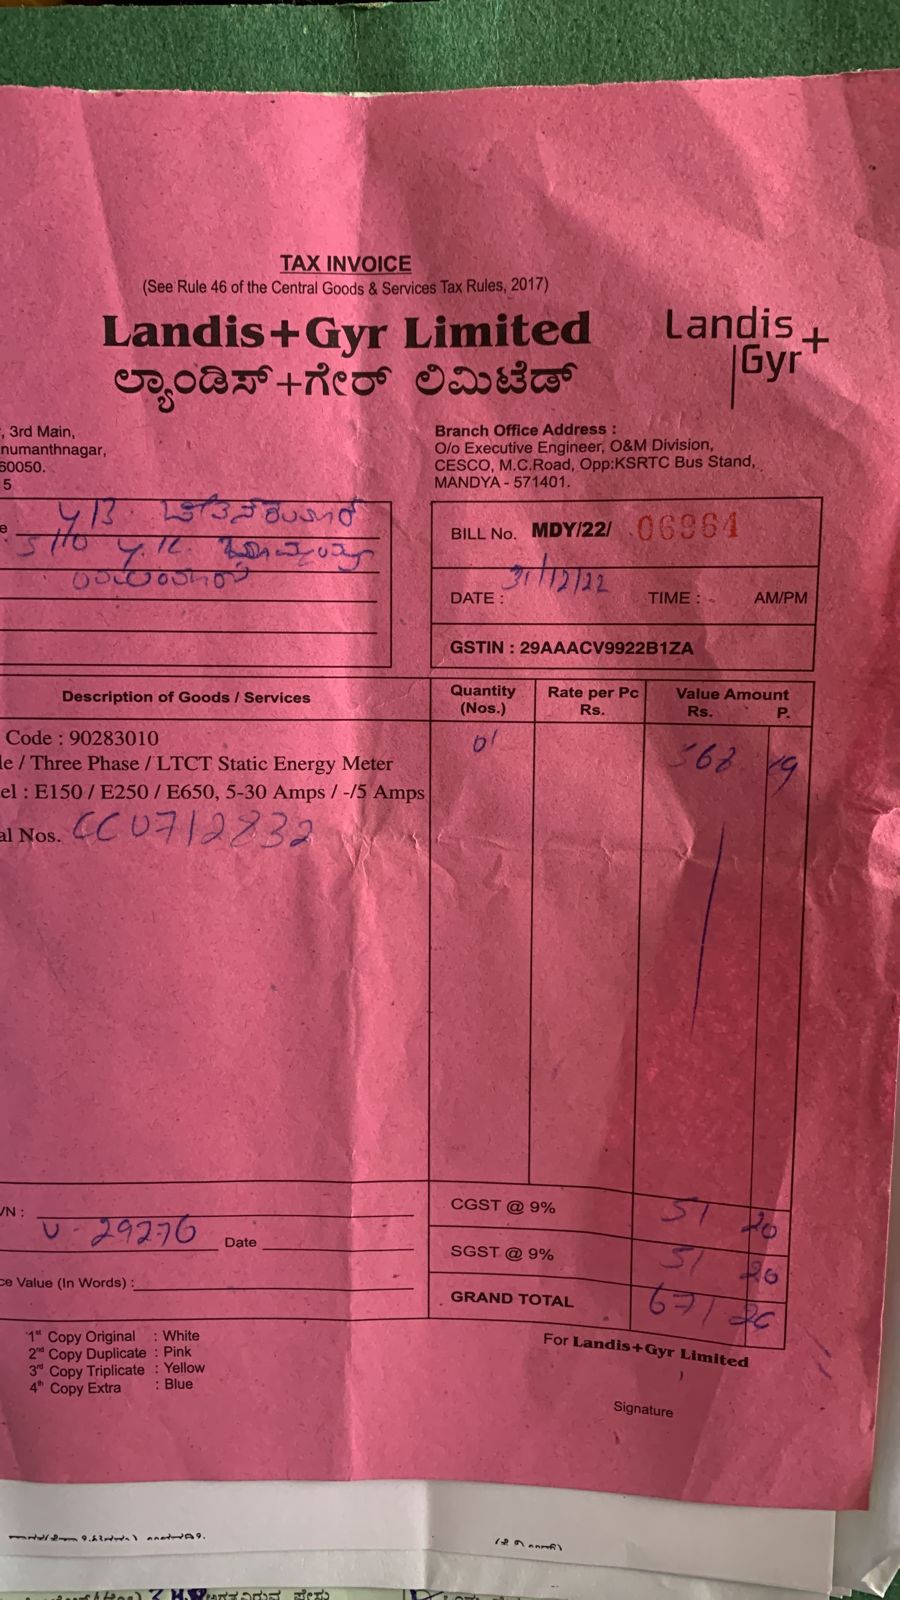 TAX INVOICE
(See Rule 46 of the Central Goods & Services Tax Rules, 2017)
Landis+Gyr Limited
ಲ್ಯಾಂಡಿಸ್+ಗೇರ್ ಲಿಮಿಟೆಡ್
Landis
Gyr+
, 3rd Main,
numanthnagar,
60050.
5
Branch Office Address :
O/o Executive Engineer, O&M Division,
CESCO, M.C.Road, Opp:KSRTC Bus Stand,
MANDYA - 571401.
S/o Y.K.
BILL No. MDY/22/ 06964
DATE : 31/12/22 TIME : AM/PM
GSTIN : 29AAACV9922B1ZA
Description of Goods / Services Quantity (Nos.) Rate per Pc Rs. Value Amount Rs. P.
Code : 90283010 01 568 19
le / Three Phase / LTCT Static Energy Meter
el : E150 / E250 / E650, 5-30 Amps / -/5 Amps
al Nos. CC0712832
VN :
U-29276 Date
ce Value (In Words) :
CGST @ 9% 51 20
SGST @ 9% 51 20
GRAND TOTAL 671 26
1st Copy Original : White
2nd Copy Duplicate : Pink
3rd Copy Triplicate : Yellow
4th Copy Extra : Blue
For Landis+Gyr Limited
Signature